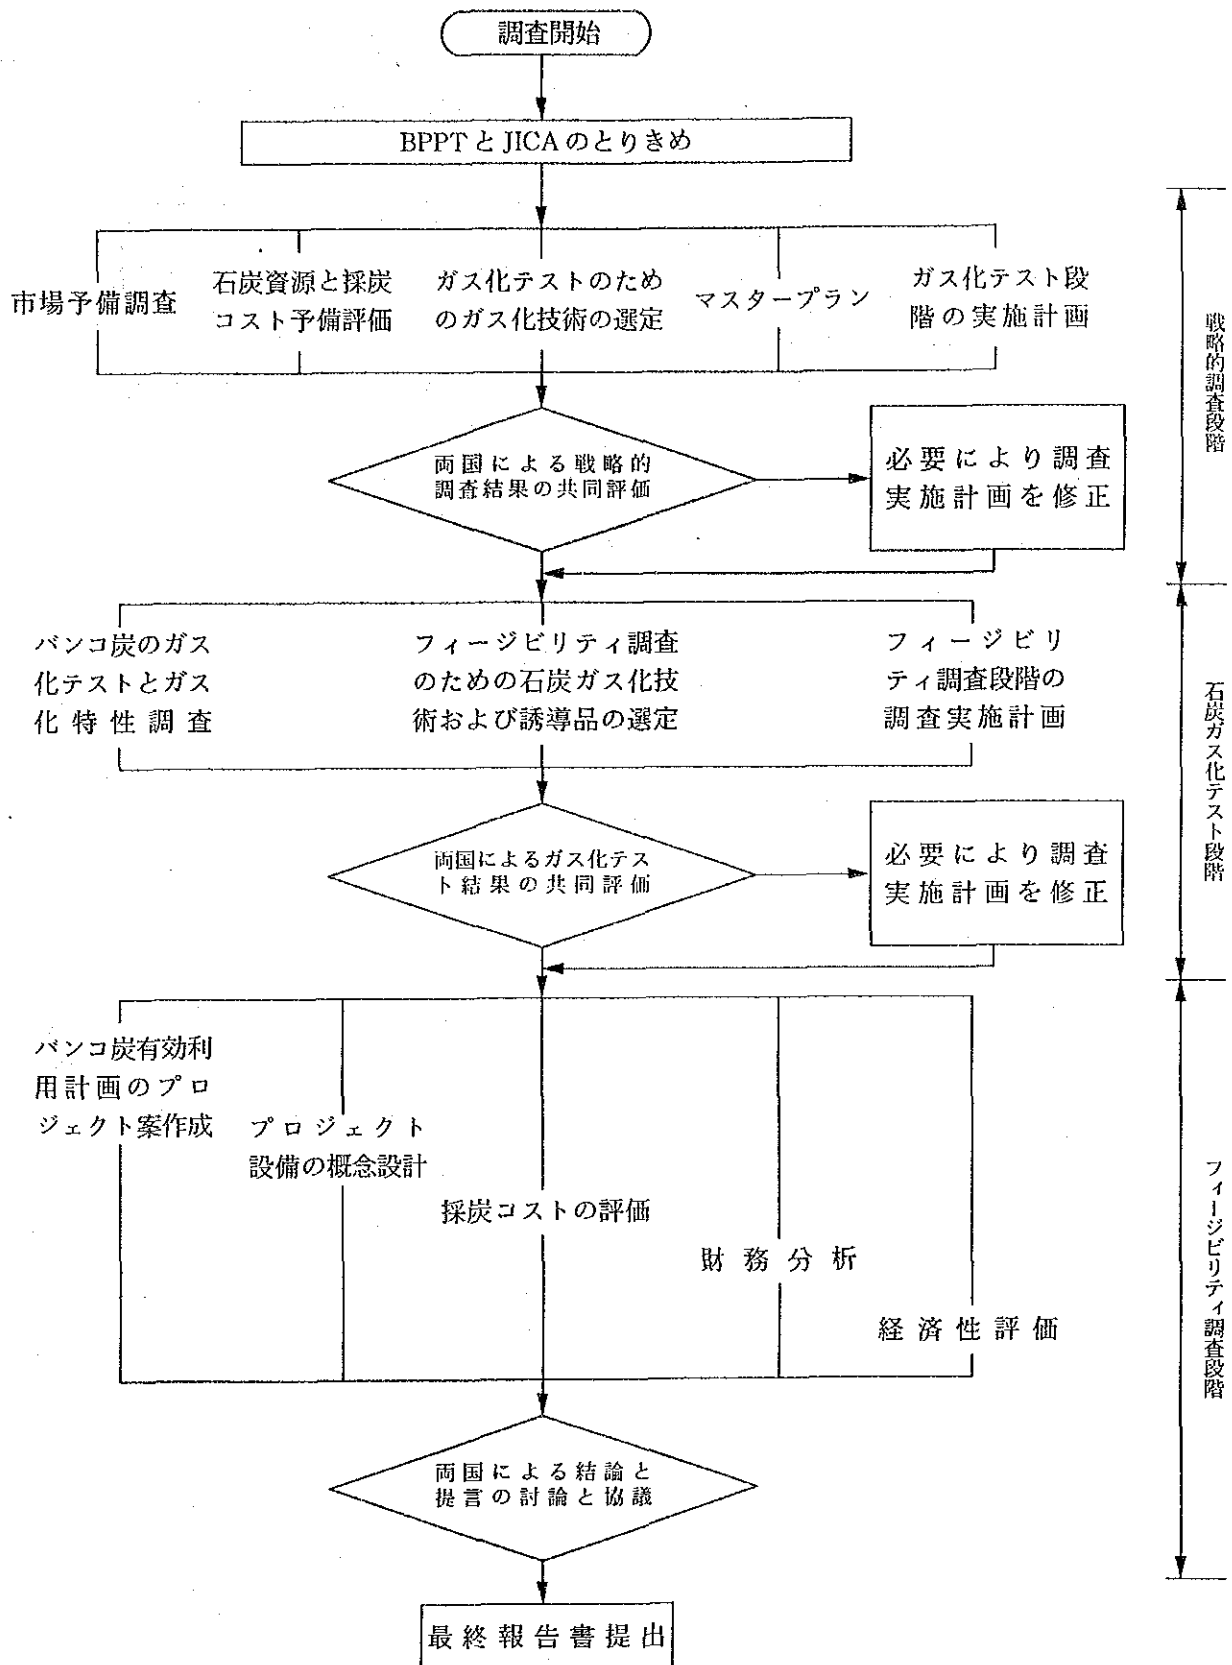 調査開始
BPPTとJICAのとりきめ
市場予備調査
石炭資源と採炭
コスト予備評価
ガス化テストのため
のガス化技術の選定
マスタープラン
ガス化テスト段
階の実施計画
両国による戦略的
調査結果の共同評価
必要により調査
実施計画を修正
戦略的調査段階
バンコ炭のガス
化テストとガス
化特性調査
フィージビリティ調査
のための石炭ガス化技
術および誘導品の選定
フィージビリ
ティ調査段階の
調査実施計画
両国によるガス化テス
ト結果の共同評価
必要により調査
実施計画を修正
石炭ガス化テスト段階
バンコ炭有効利
用計画のプロ
ジェクト案作成
プロジェクト
設備の概念設計
採炭コストの評価
財務分析
経済性評価
フィージビリティ調査段階
両国による結論と
提言の討論と協議
最終報告書提出